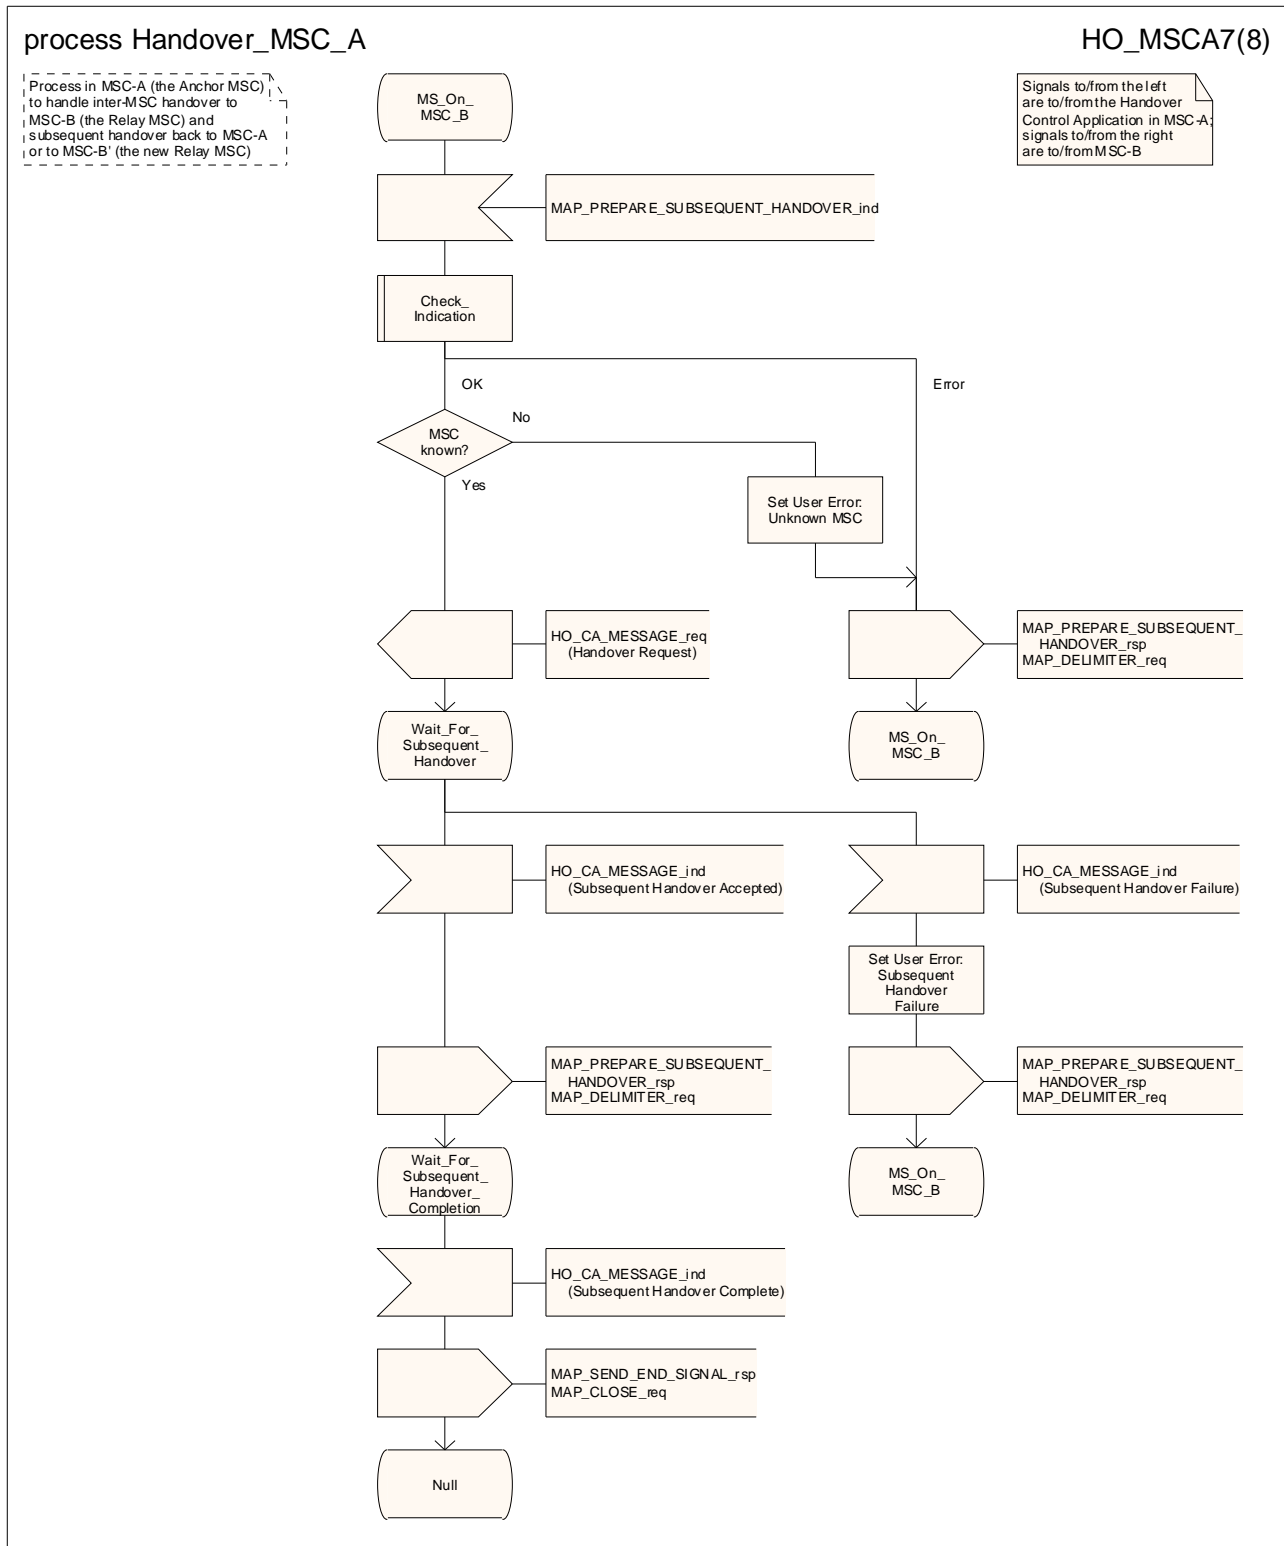 process Handover_MSC_A
HO_MSCA7(8)
Process in MSC-A (the Anchor MSC)
to handle inter-MSC handover to
MSC-B (the Relay MSC) and
subsequent handover back to MSC-A
or to MSC-B' (the new Relay MSC)
MS_On_
MSC_B
Signals to/from the left
are to/from the Handover
Control Application in MSC-A;
signals to/from the right
are to/from MSC-B
MAP_PREPARE_SUBSEQUENT_HANDOVER_ind
Check_
Indication
OK
Error
No
MSC
known?
Yes
Set User Error:
Unknown MSC
HO_CA_MESSAGE_req
(Handover Request)
MAP_PREPARE_SUBSEQUENT_
HANDOVER_rsp
MAP_DELIMITER_req
Wait_For_
Subsequent_
Handover
MS_On_
MSC_B
HO_CA_MESSAGE_ind
(Subsequent Handover Accepted)
HO_CA_MESSAGE_ind
(Subsequent Handover Failure)
Set User Error:
Subsequent
Handover
Failure
MAP_PREPARE_SUBSEQUENT_
HANDOVER_rsp
MAP_DELIMITER_req
MAP_PREPARE_SUBSEQUENT_
HANDOVER_rsp
MAP_DELIMITER_req
Wait_For_
Subsequent_
Handover_
Completion
MS_On_
MSC_B
HO_CA_MESSAGE_ind
(Subsequent Handover Complete)
MAP_SEND_END_SIGNAL_rsp
MAP_CLOSE_req
Null